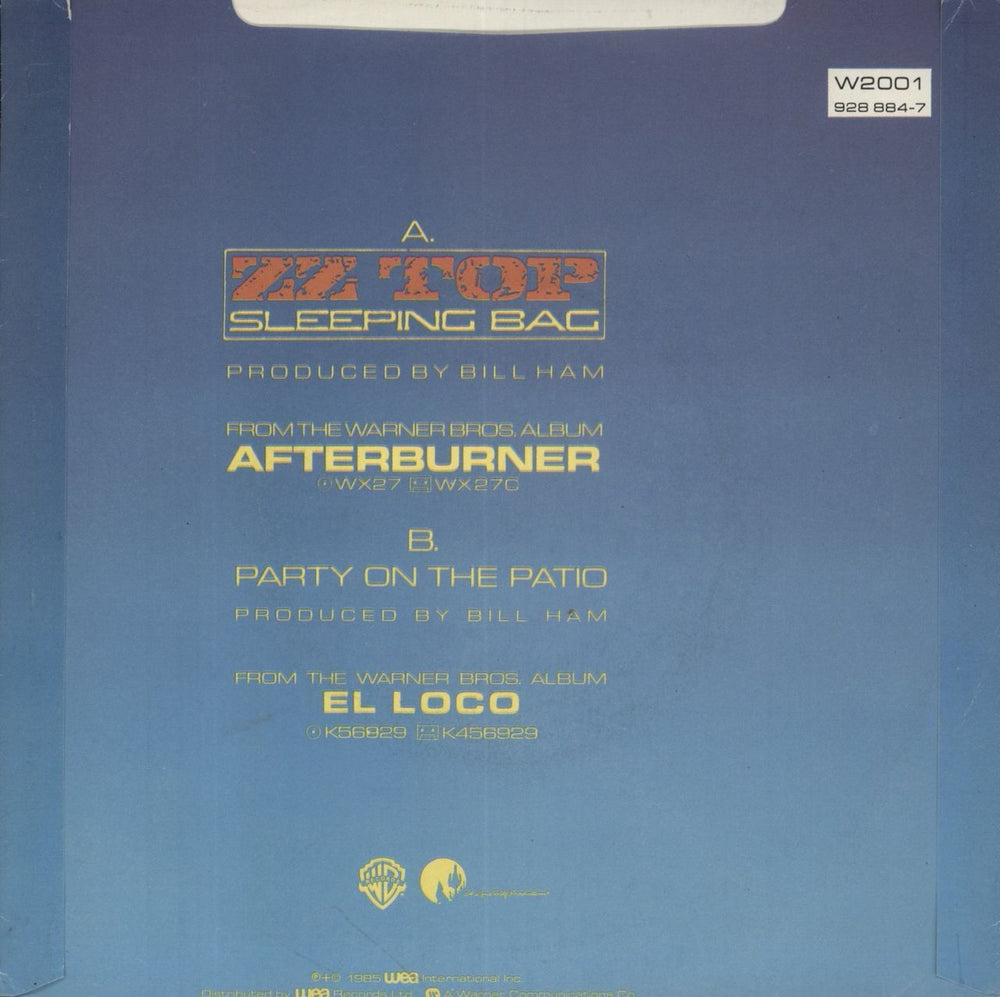 W2001
928 884-7
A.
ZZ TOP
SLEEPING BAG
PRODUCED BY BILL HAM
FROM THE WARNER BROS. ALBUM
AFTERBURNER
WX27 WX27C
B.
PARTY ON THE PATIO
PRODUCED BY BILL HAM
FROM THE WARNER BROS. ALBUM
EL LOCO
K56929 K456929
WB
℗+© 1985 wea International Inc.
Distributed by wea Records Ltd. A Warner Communications Co.